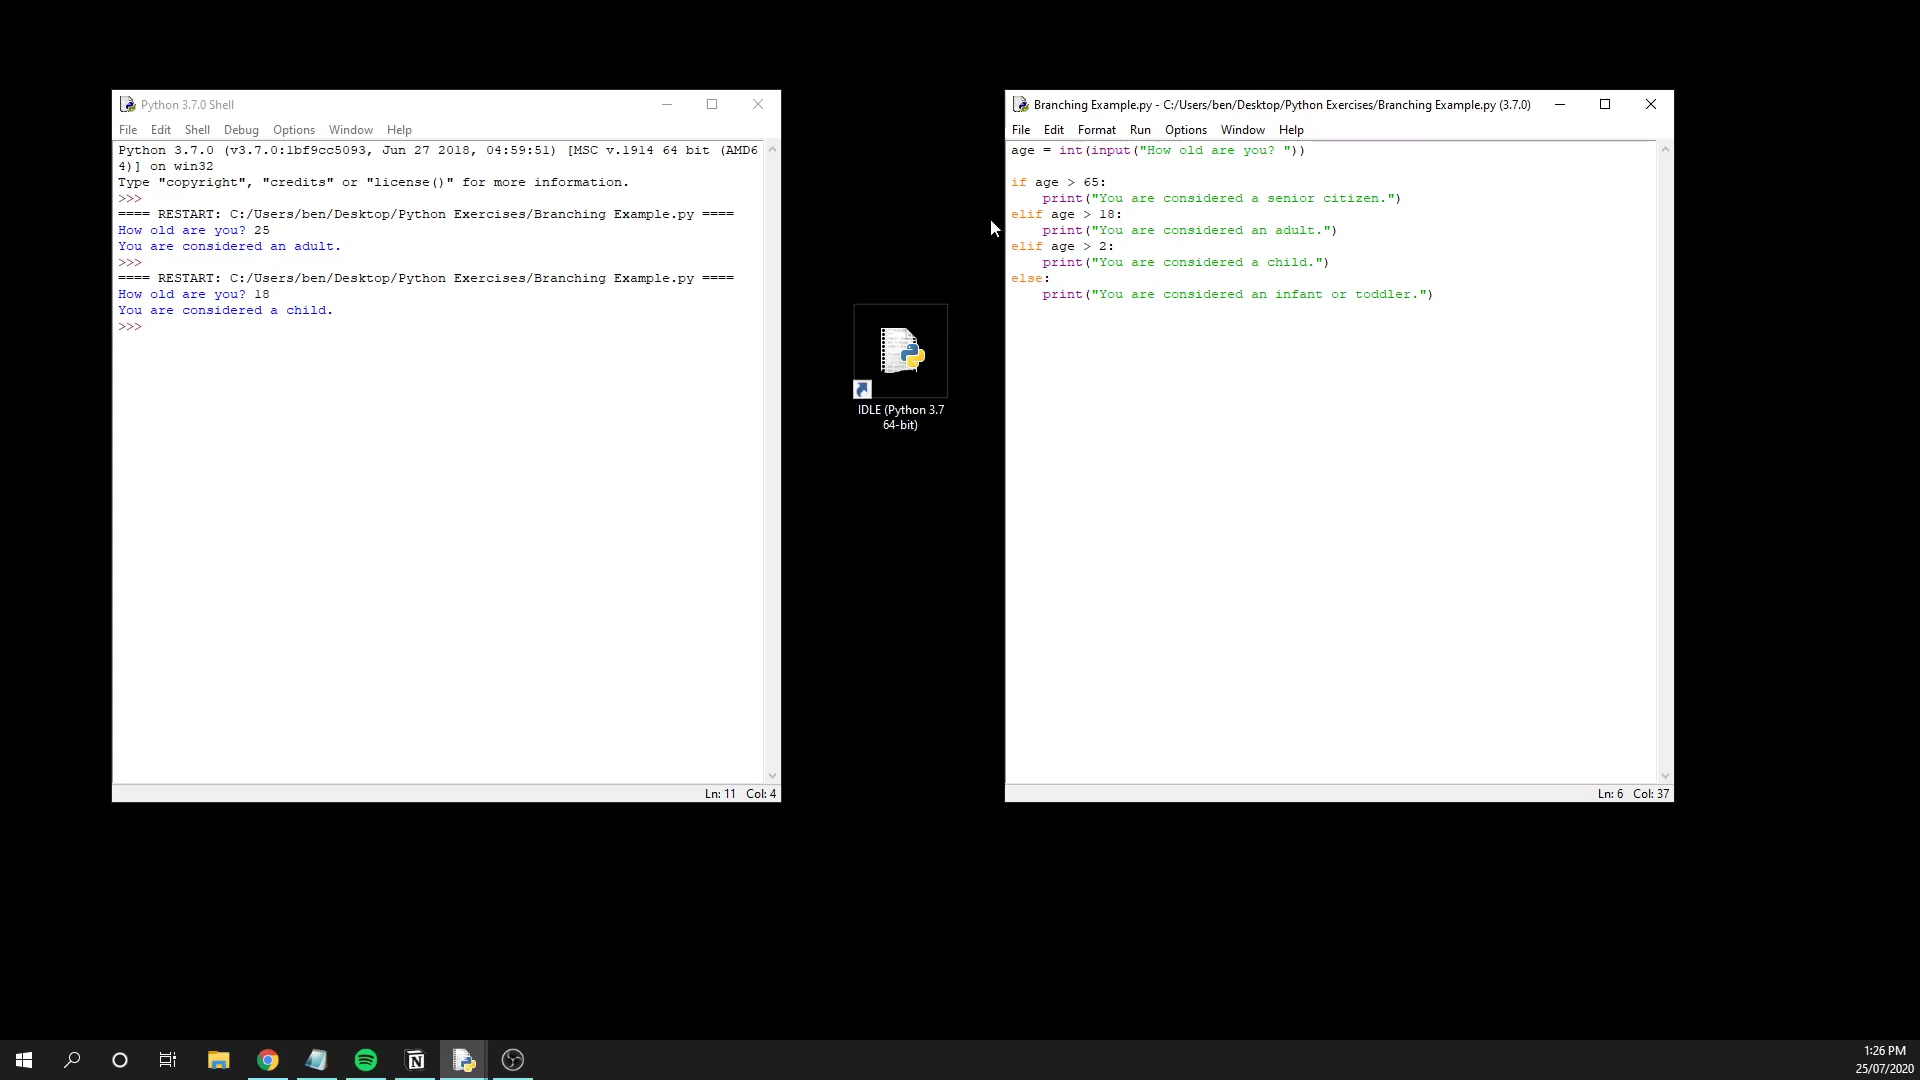 Python 3.7.0 Shell
File Edit Shell Debug Options Window Help
Python 3.7.0 (v3.7.0:1bf9cc5093, Jun 27 2018, 04:59:51) [MSC v.1914 64 bit (AMD6
4)] on win32
Type "copyright", "credits" or "license()" for more information.
>>>
==== RESTART: C:/Users/ben/Desktop/Python Exercises/Branching Example.py ====
How old are you? 25
You are considered an adult.
>>>
==== RESTART: C:/Users/ben/Desktop/Python Exercises/Branching Example.py ====
How old are you? 18
You are considered a child.
>>>
Ln: 11 Col: 4
IDLE (Python 3.7
64-bit)
Branching Example.py - C:/Users/ben/Desktop/Python Exercises/Branching Example.py (3.7.0)
File Edit Format Run Options Window Help
age = int(input("How old are you? "))
if age > 65:
    print("You are considered a senior citizen.")
elif age > 18:
    print("You are considered an adult.")
elif age > 2:
    print("You are considered a child.")
else:
    print("You are considered an infant or toddler.")
Ln: 6 Col: 37
1:26 PM
25/07/2020